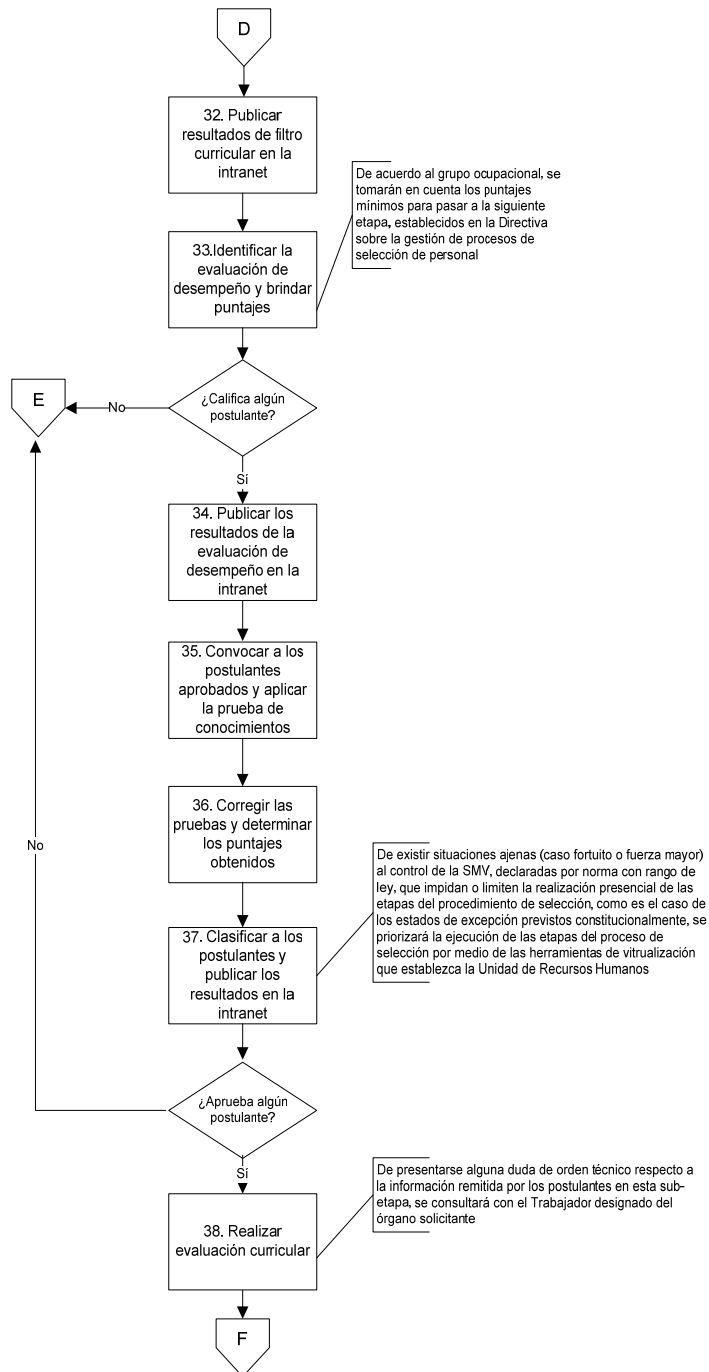 D
32. Publicar
resultados de filtro
curricular en la
intranet
De acuerdo al grupo ocupacional, se
tomarán en cuenta los puntajes
mínimos para pasar a la siguiente
etapa, establecidos en la Directiva
sobre la gestión de procesos de
selección de personal
33.Identificar la
evaluación de
desempeño y brindar
puntajes
¿Califica algún
postulante?
E
No
Sí
34. Publicar los
resultados de la
evaluación de
desempeño en la
intranet
35. Convocar a los
postulantes
aprobados y aplicar
la prueba de
conocimientos
36. Corregir las
pruebas y determinar
los puntajes
obtenidos
No
De existir situaciones ajenas (caso fortuito o fuerza mayor)
al control de la SMV, declaradas por norma con rango de
ley, que impidan o limiten la realización presencial de las
etapas del procedimiento de selección, como es el caso de
los estados de excepción previstos constitucionalmente, se
priorizará la ejecución de las etapas del proceso de
selección por medio de las herramientas de vitrualización
que establezca la Unidad de Recursos Humanos
37. Clasificar a los
postulantes y
publicar los
resultados en la
intranet
¿Aprueba algún
postulante?
Sí
De presentarse alguna duda de orden técnico respecto a
la información remitida por los postulantes en esta sub-
etapa, se consultará con el Trabajador designado del
órgano solicitante
38. Realizar
evaluación curricular
F